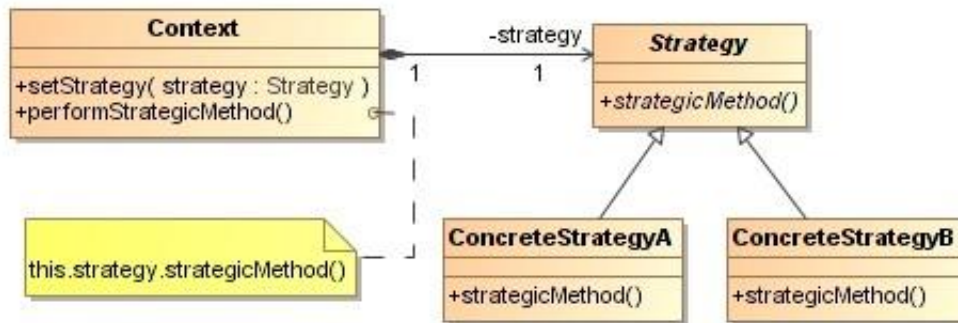 Context
+setStrategy( strategy : Strategy )
+performStrategicMethod()
-strategy
1
1
Strategy
+strategicMethod()
this.strategy.strategicMethod()
ConcreteStrategyA
+strategicMethod()
ConcreteStrategyB
+strategicMethod()